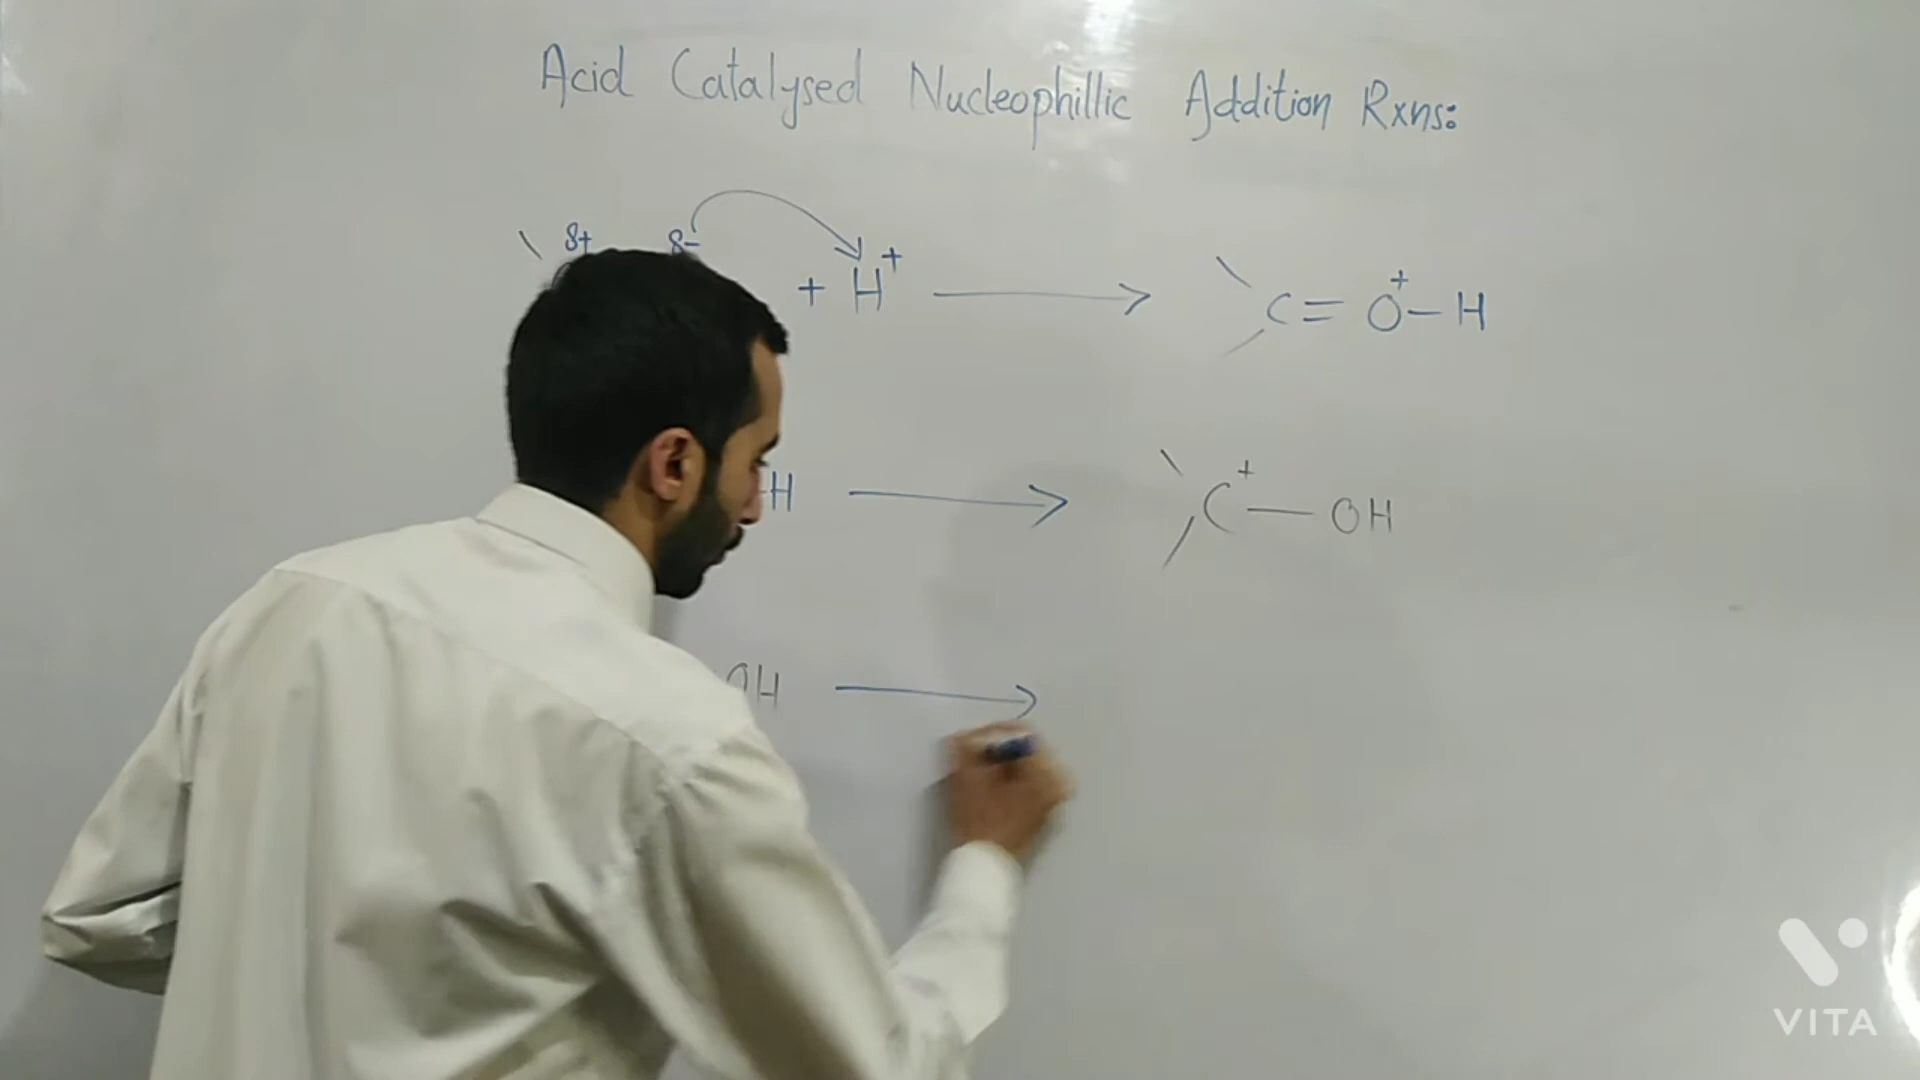 Acid Catalysed Nucleophillic Addition Rxns:
δ+ δ-
+ H+ → C = O+ – H
H → C+ — OH
OH →
VITA